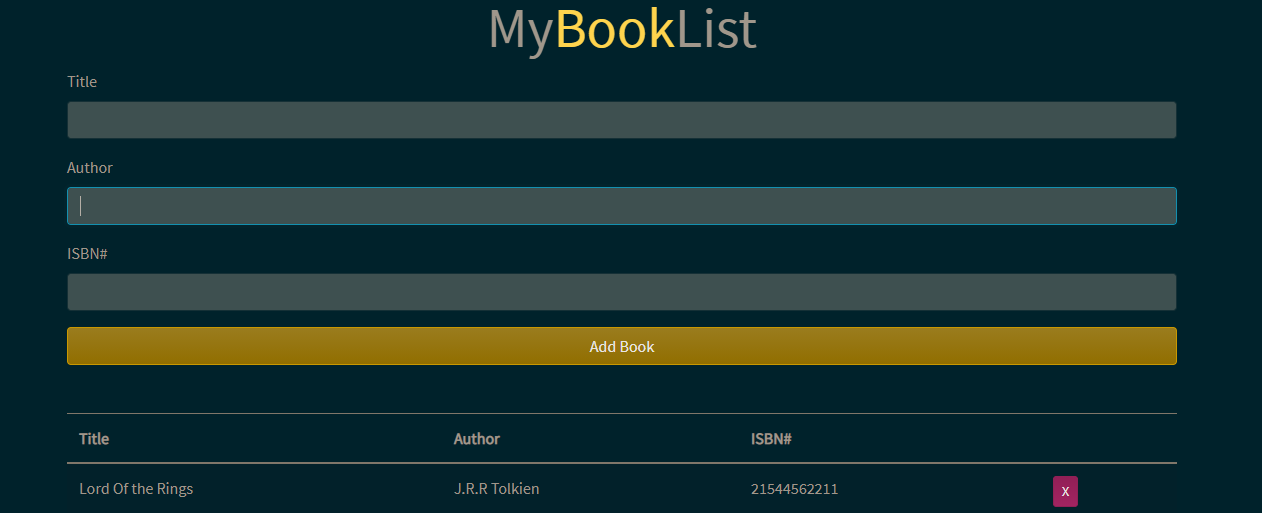 MyBookList
Title
Author
ISBN#
Add Book
Title Author ISBN#
Lord Of the Rings J.R.R Tolkien 21544562211 X